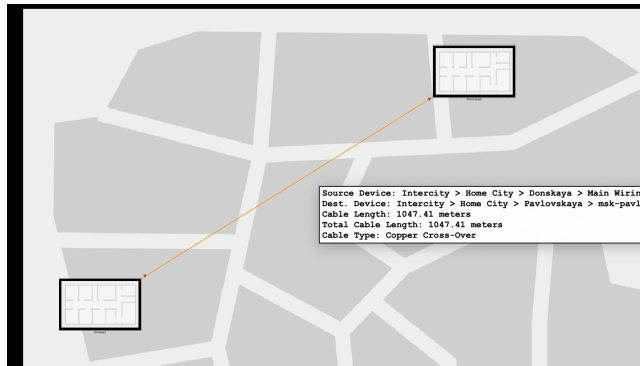 Source Device: Intercity > Home City > Donskaya > Main Wirin
Dest. Device: Intercity > Home City > Pavlovskaya > msk-pavl
Cable Length: 1047.41 meters
Total Cable Length: 1047.41 meters
Cable Type: Copper Cross-Over